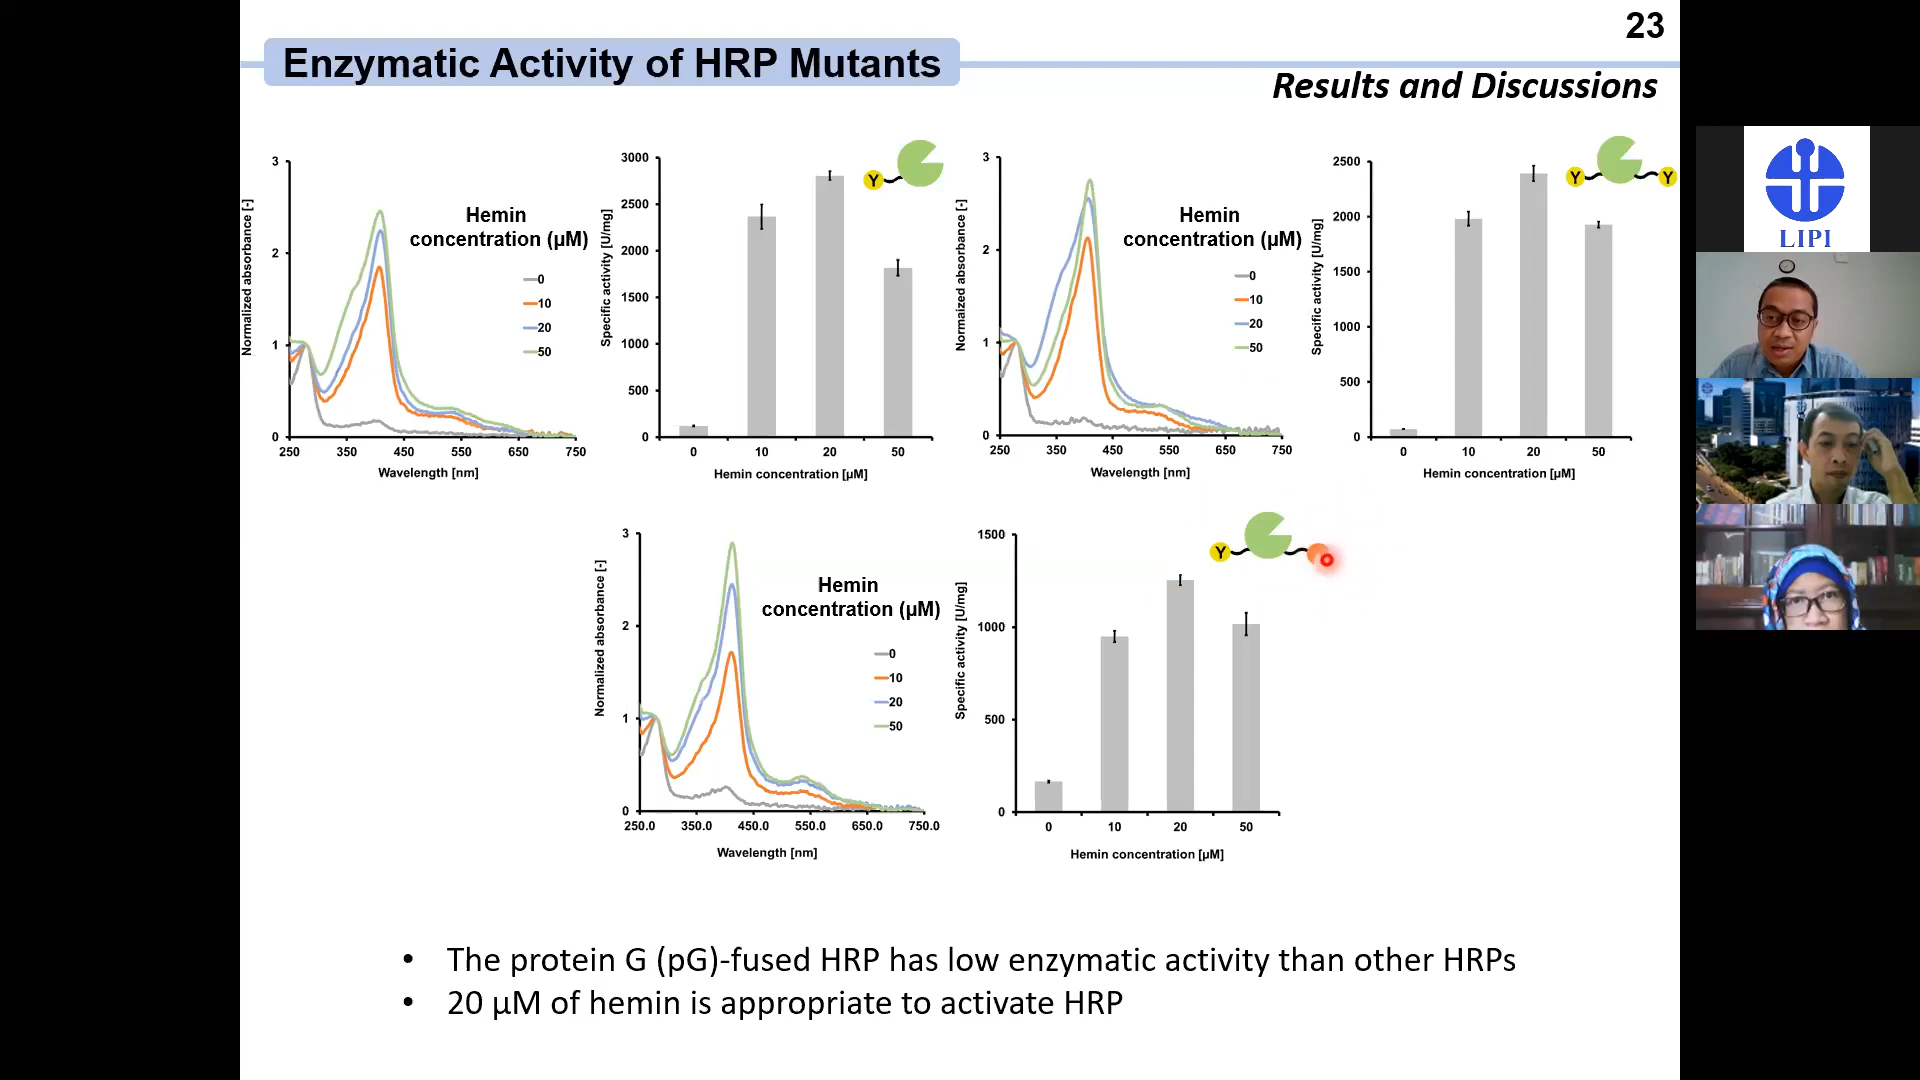 23
Enzymatic Activity of HRP Mutants
Results and Discussions
3
2
1
0
Normalized absorbance [-]
Hemin
concentration (µM)
0
10
20
50
250 350 450 550 650 750
Wavelength [nm]
3000
2500
2000
1500
1000
500
0
Specific activity [U/mg]
Y
0 10 20 50
Hemin concentration [µM]
3
2
1
0
Normalized absorbance [-]
Hemin
concentration (µM)
0
10
20
50
250 350 450 550 650 750
Wavelength [nm]
2500
2000
1500
1000
500
0
Specific activity [U/mg]
Y Y
0 10 20 50
Hemin concentration [µM]
LIPI
3
2
1
0
Normalized absorbance [-]
Hemin
concentration (µM)
0
10
20
50
250.0 350.0 450.0 550.0 650.0 750.0
Wavelength [nm]
1500
1000
500
0
Specific activity [U/mg]
Y
0 10 20 50
Hemin concentration [µM]
• The protein G (pG)-fused HRP has low enzymatic activity than other HRPs
• 20 µM of hemin is appropriate to activate HRP